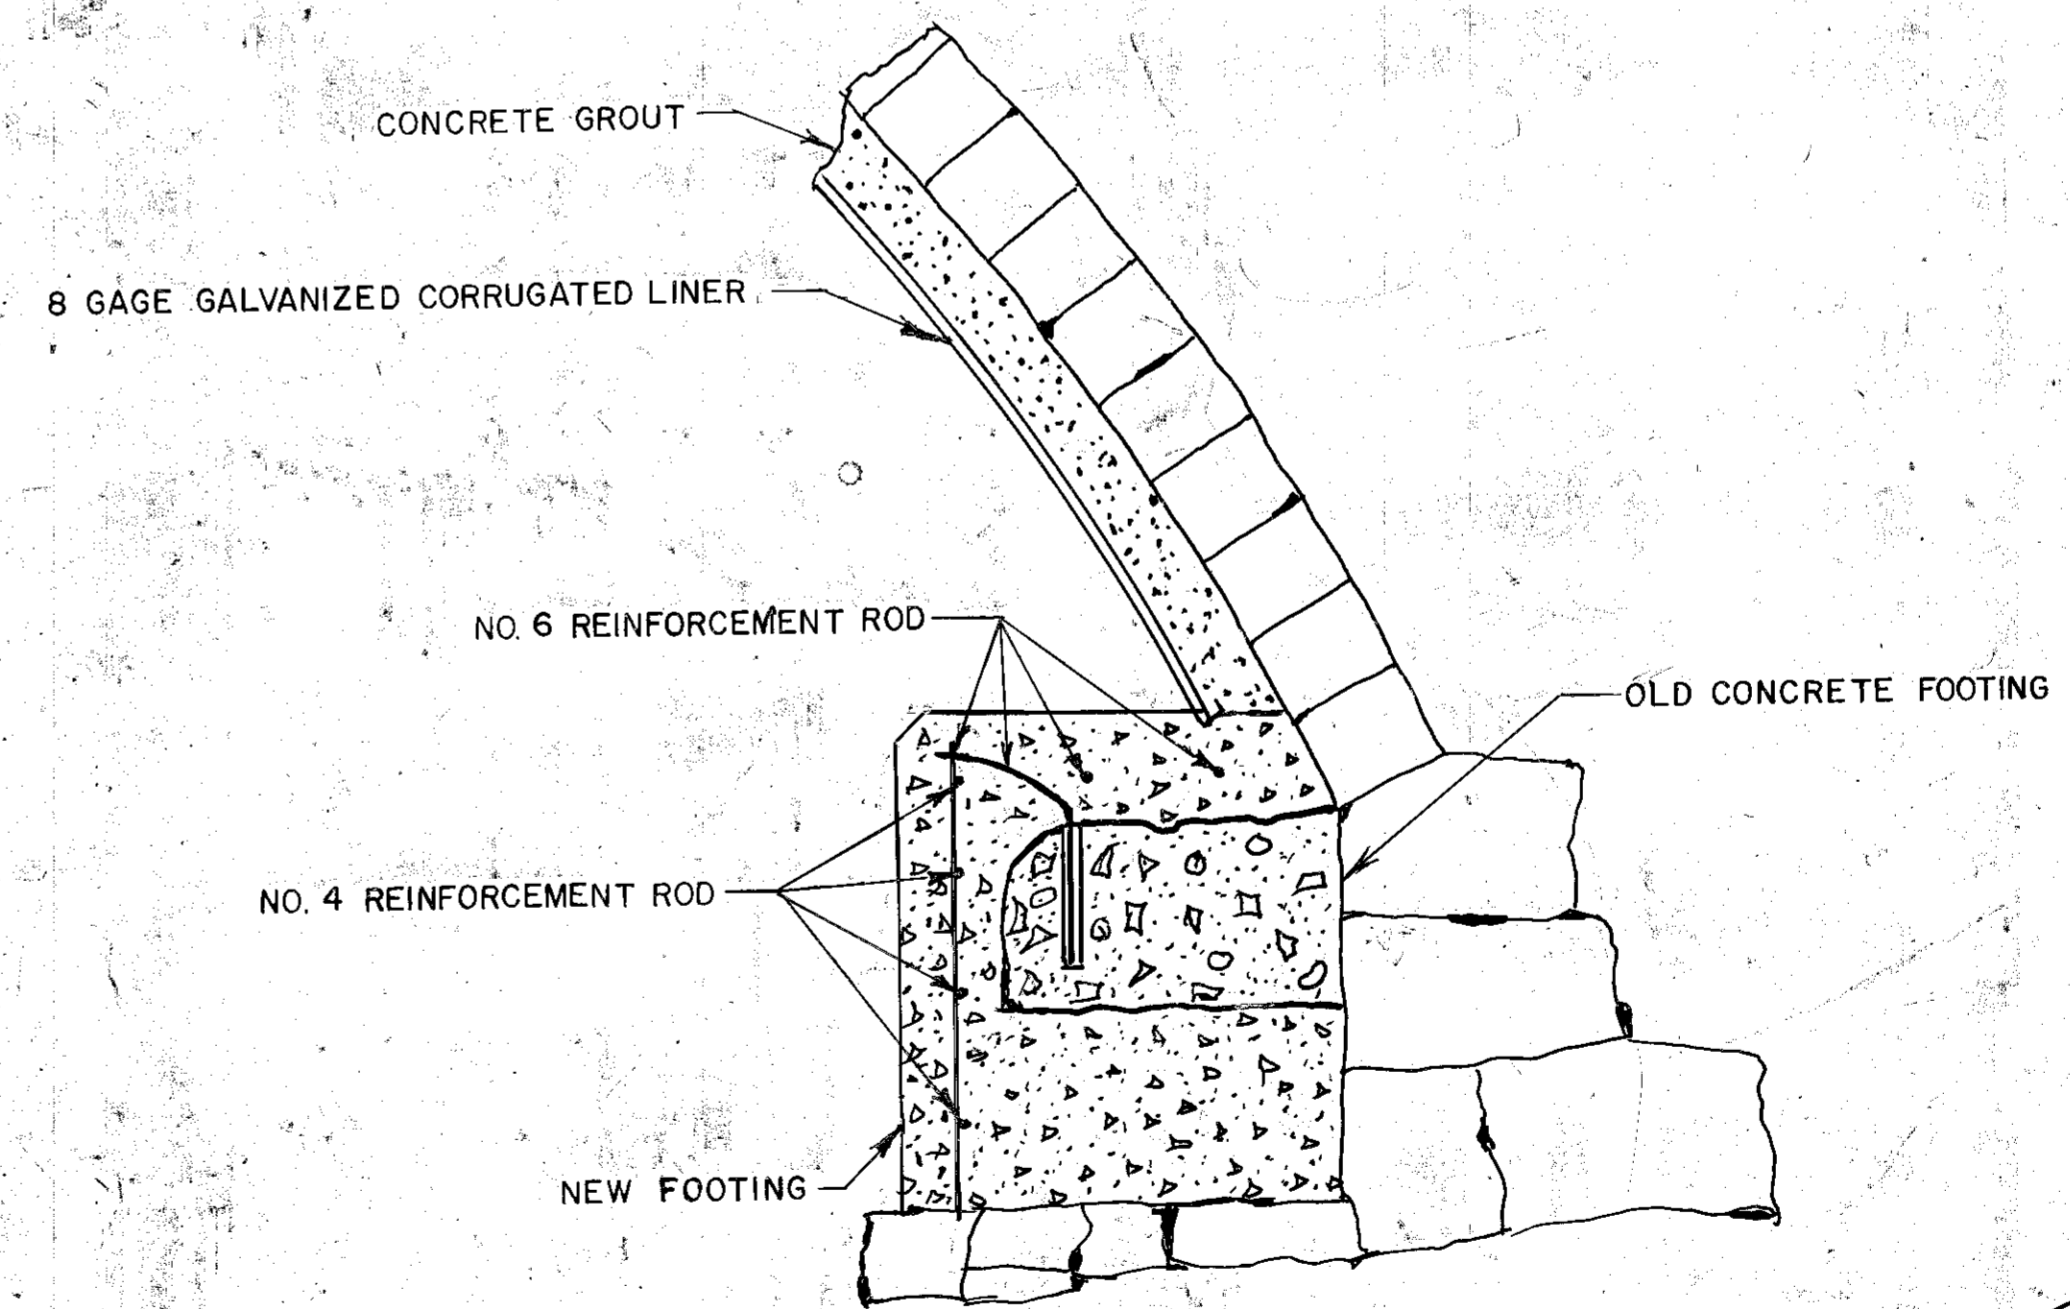 CONCRETE GROUT
8 GAGE GALVANIZED CORRUGATED LINER
NO. 6 REINFORCEMENT ROD
OLD CONCRETE FOOTING
NO. 4 REINFORCEMENT ROD
NEW FOOTING